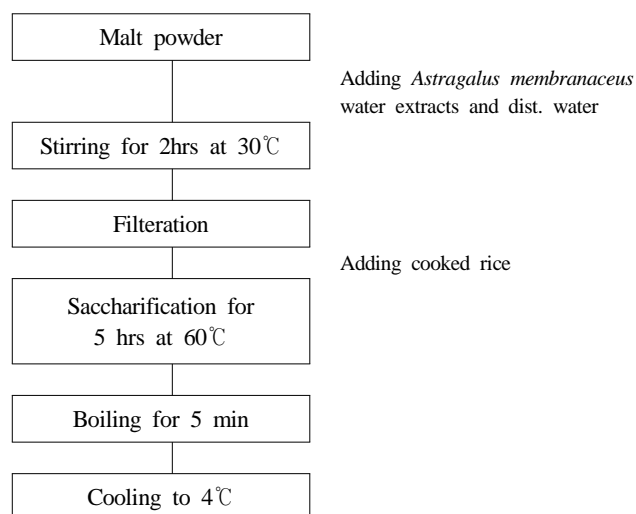 Malt powder
Adding Astragalus membranaceus
water extracts and dist. water
Stirring for 2hrs at 30℃
Filteration
Adding cooked rice
Saccharification for
5 hrs at 60℃
Boiling for 5 min
Cooling to 4℃